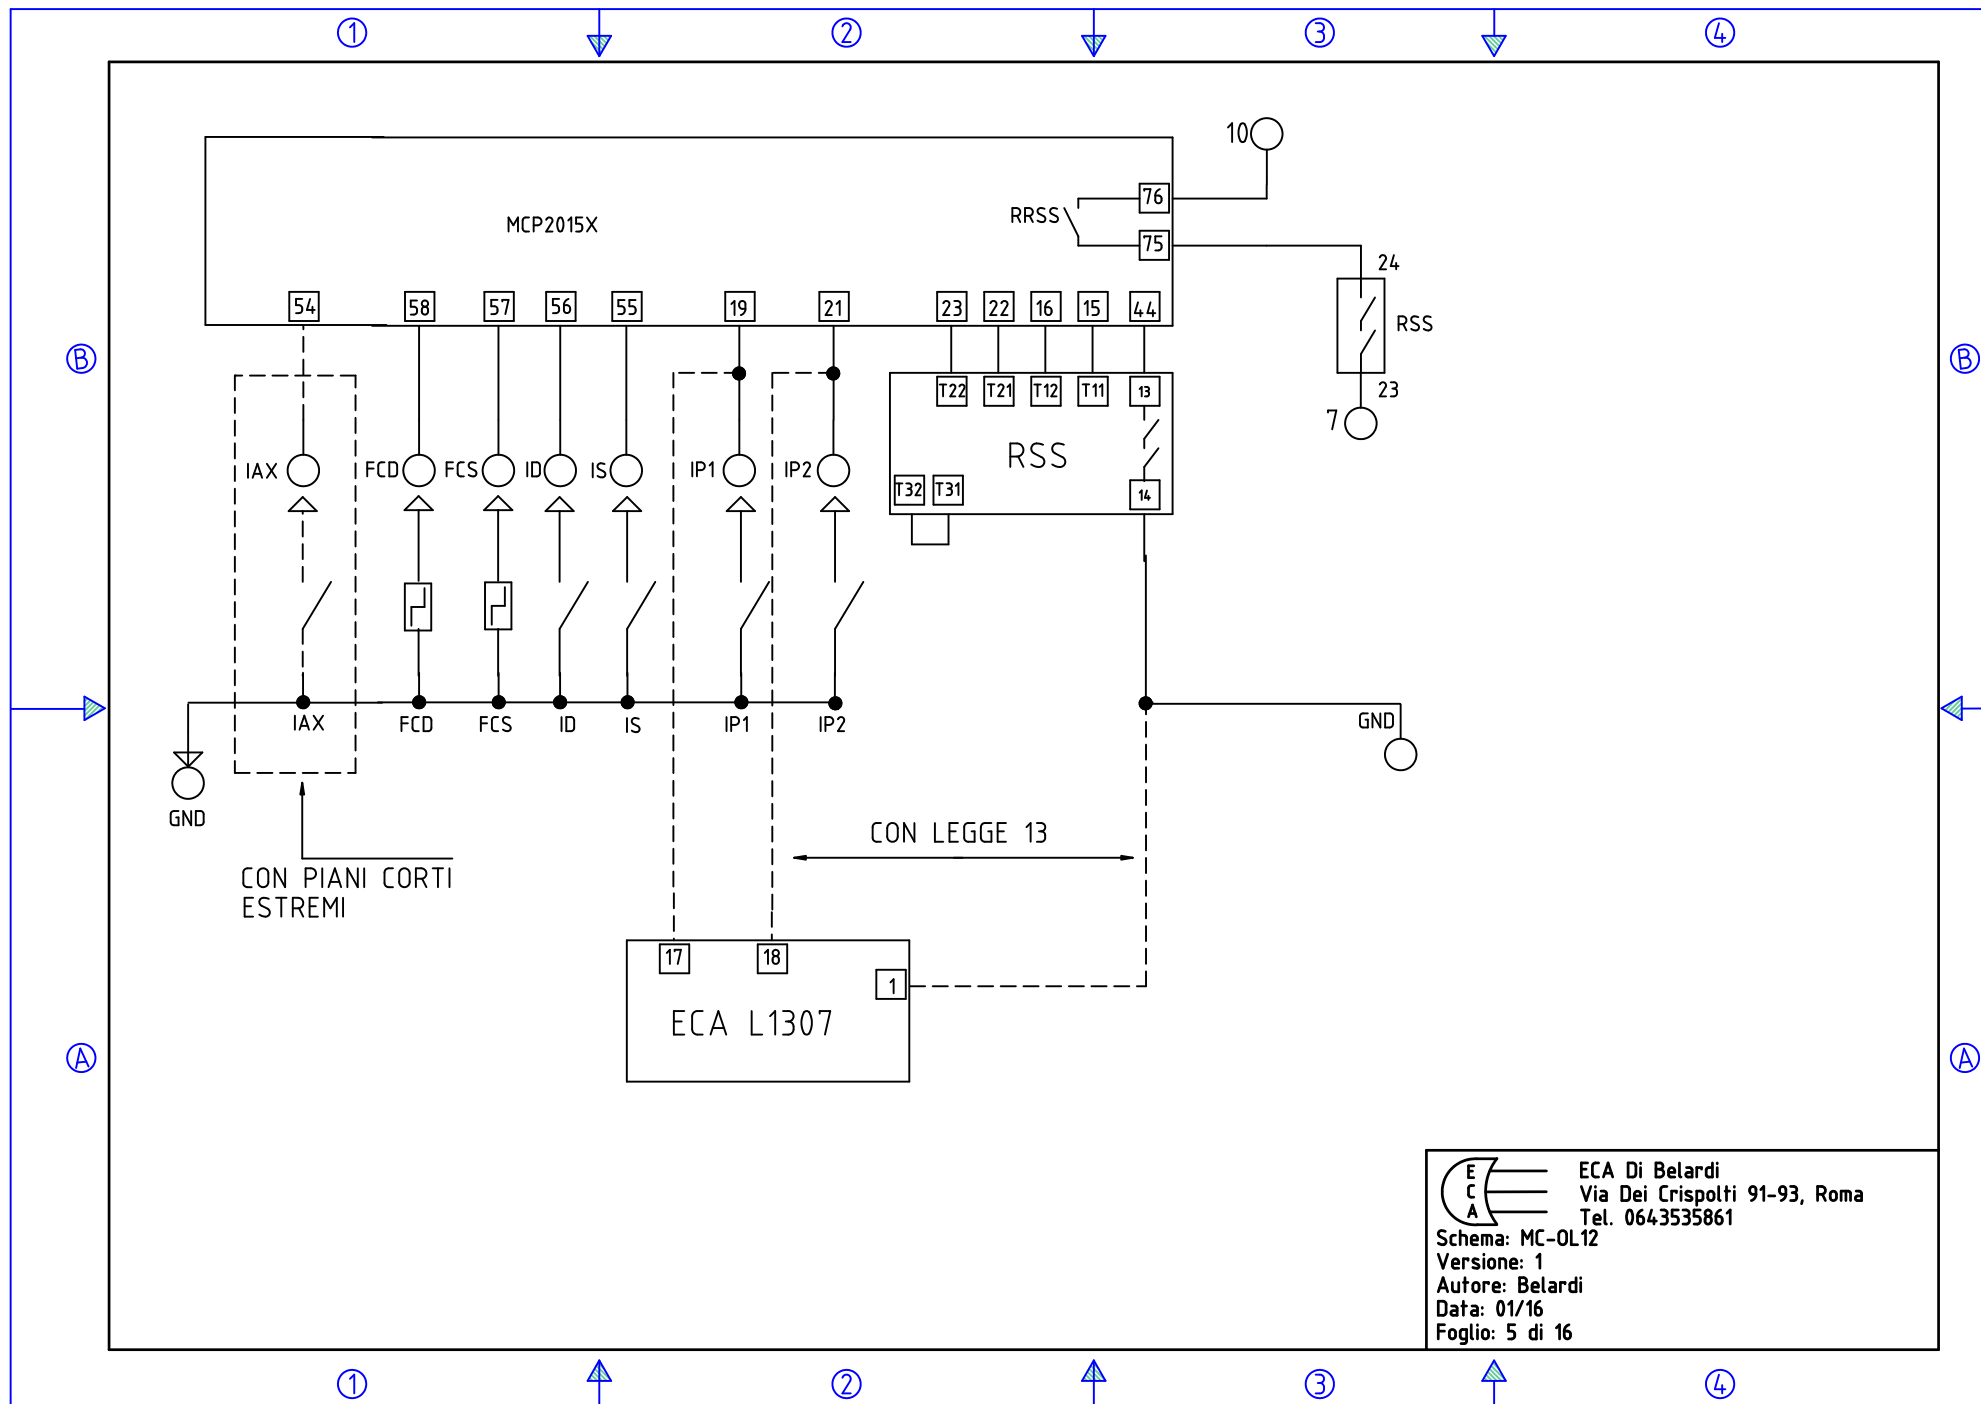 1 2 3 4
10
76
RRSS
MCP2015X
75
24
54 58 57 56 55 19 21 23 22 16 15 44
RSS
B B
T22 T21 T12 T11 13
23
7
RSS
IAX FCD FCS ID IS IP1 IP2
T32 T31 14
IAX FCD FCS ID IS IP1 IP2
GND
GND
CON LEGGE 13
CON PIANI CORTI
ESTREMI
17 18
1
ECA L1307
A A
E
C
A
ECA Di Belardi
Via Dei Crispolti 91-93, Roma
Tel. 0643535861
Schema: MC-OL12
Versione: 1
Autore: Belardi
Data: 01/16
Foglio: 5 di 16
1 2 3 4